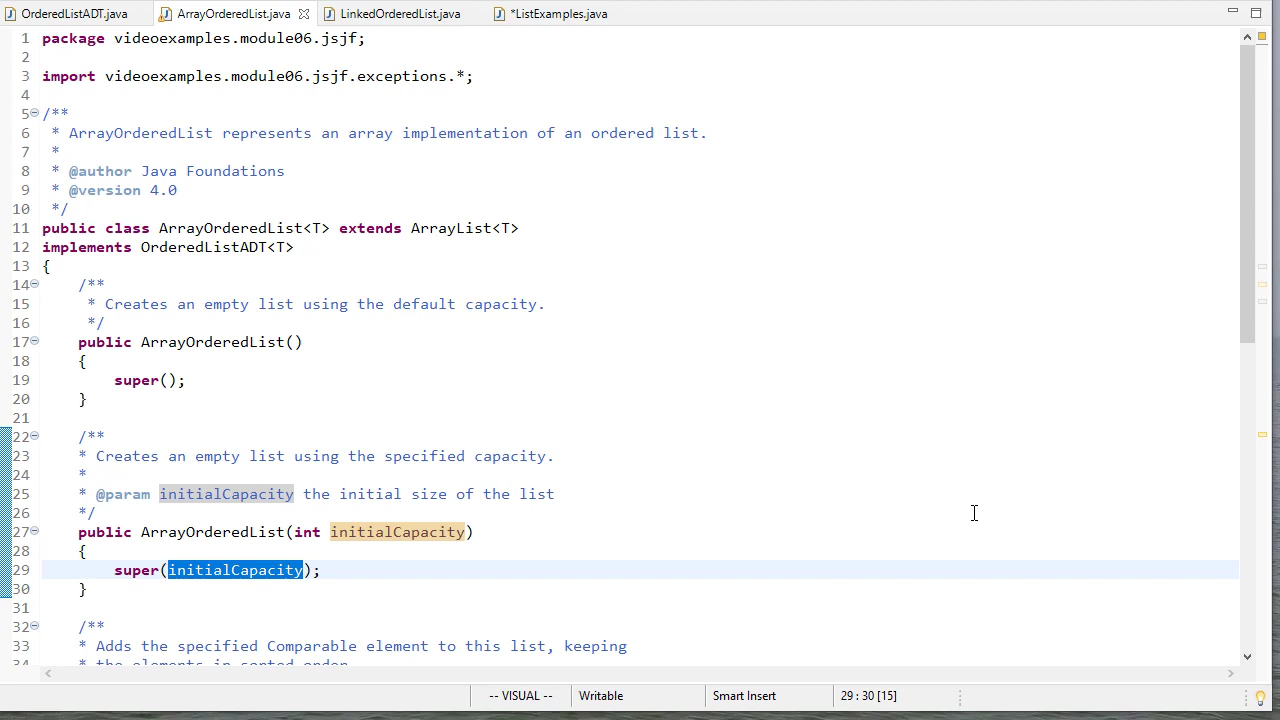 OrderedListADT.java ArrayOrderedList.java LinkedOrderedList.java *ListExamples.java
1 package videoexamples.module06.jsjf;
2
3 import videoexamples.module06.jsjf.exceptions.*;
4
5 /**
6 * ArrayOrderedList represents an array implementation of an ordered list.
7 *
8 * @author Java Foundations
9 * @version 4.0
10 */
11 public class ArrayOrderedList<T> extends ArrayList<T>
12 implements OrderedListADT<T>
13 {
14 /**
15 * Creates an empty list using the default capacity.
16 */
17 public ArrayOrderedList()
18 {
19 super();
20 }
21
22 /**
23 * Creates an empty list using the specified capacity.
24 *
25 * @param initialCapacity the initial size of the list
26 */
27 public ArrayOrderedList(int initialCapacity)
28 {
29 super(initialCapacity);
30 }
31
32 /**
33 * Adds the specified Comparable element to this list, keeping
34 * the elements in sorted order
-- VISUAL -- Writable Smart Insert 29 : 30 [15]